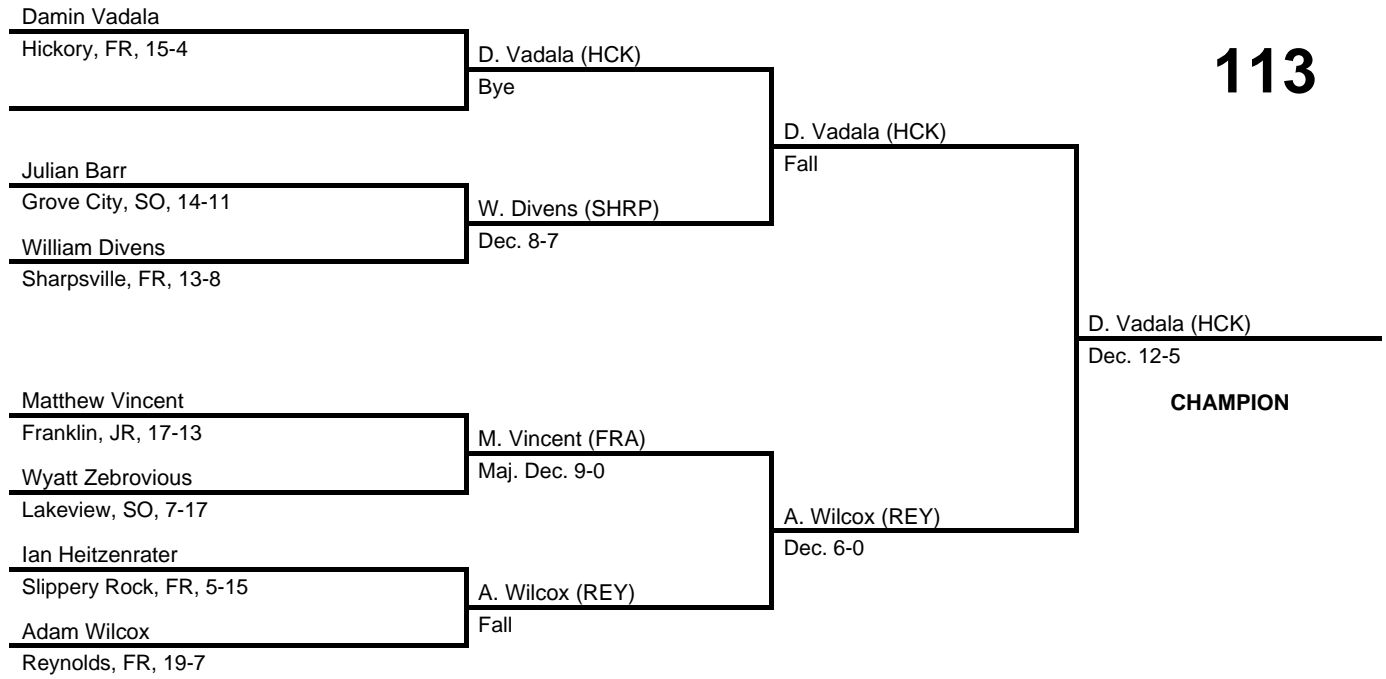 Damin Vadala
Hickory, FR, 15-4
D. Vadala (HCK)
Bye
113
D. Vadala (HCK)
Fall
Julian Barr
Grove City, SO, 14-11
W. Divens (SHRP)
Dec. 8-7
William Divens
Sharpsville, FR, 13-8
D. Vadala (HCK)
Dec. 12-5
CHAMPION
Matthew Vincent
Franklin, JR, 17-13
M. Vincent (FRA)
Maj. Dec. 9-0
Wyatt Zebrovious
Lakeview, SO, 7-17
A. Wilcox (REY)
Dec. 6-0
Ian Heitzenrater
Slippery Rock, FR, 5-15
A. Wilcox (REY)
Fall
Adam Wilcox
Reynolds, FR, 19-7